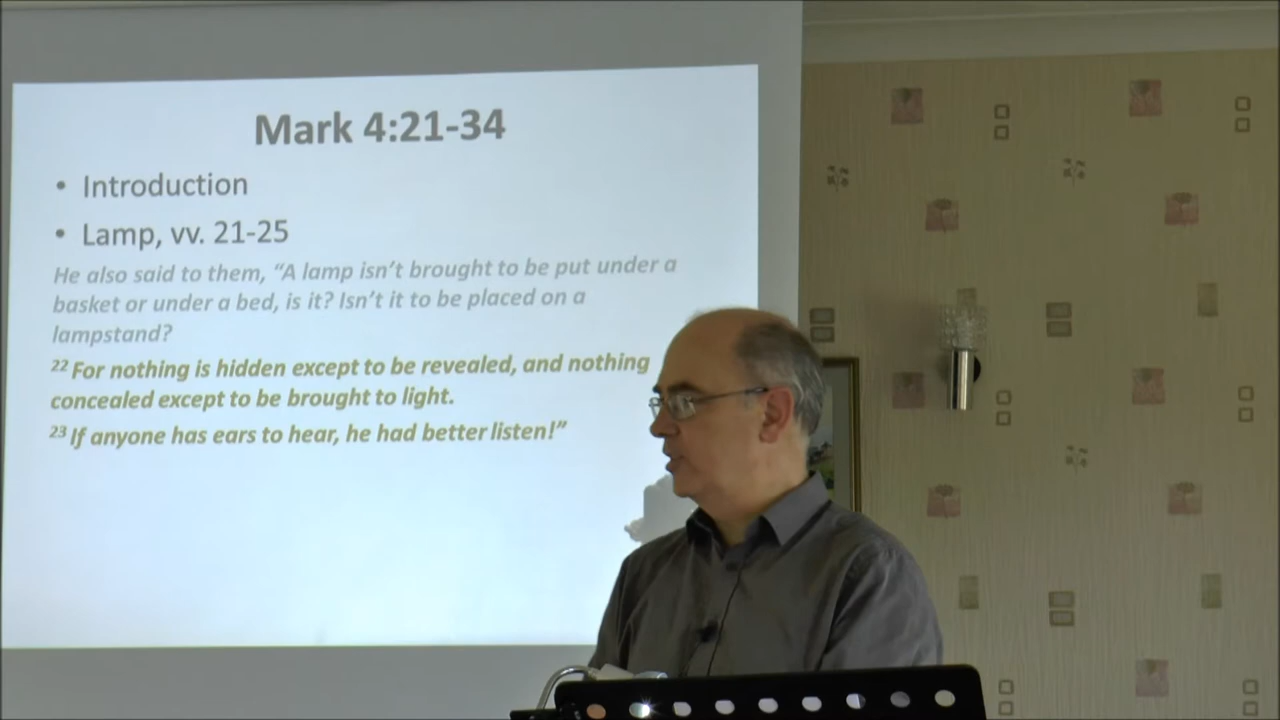 Mark 4:21-34
• Introduction
• Lamp, vv. 21-25
He also said to them, “A lamp isn’t brought to be put under a
basket or under a bed, is it? Isn’t it to be placed on a
lampstand?
22 For nothing is hidden except to be revealed, and nothing
concealed except to be brought to light.
23 If anyone has ears to hear, he had better listen!”